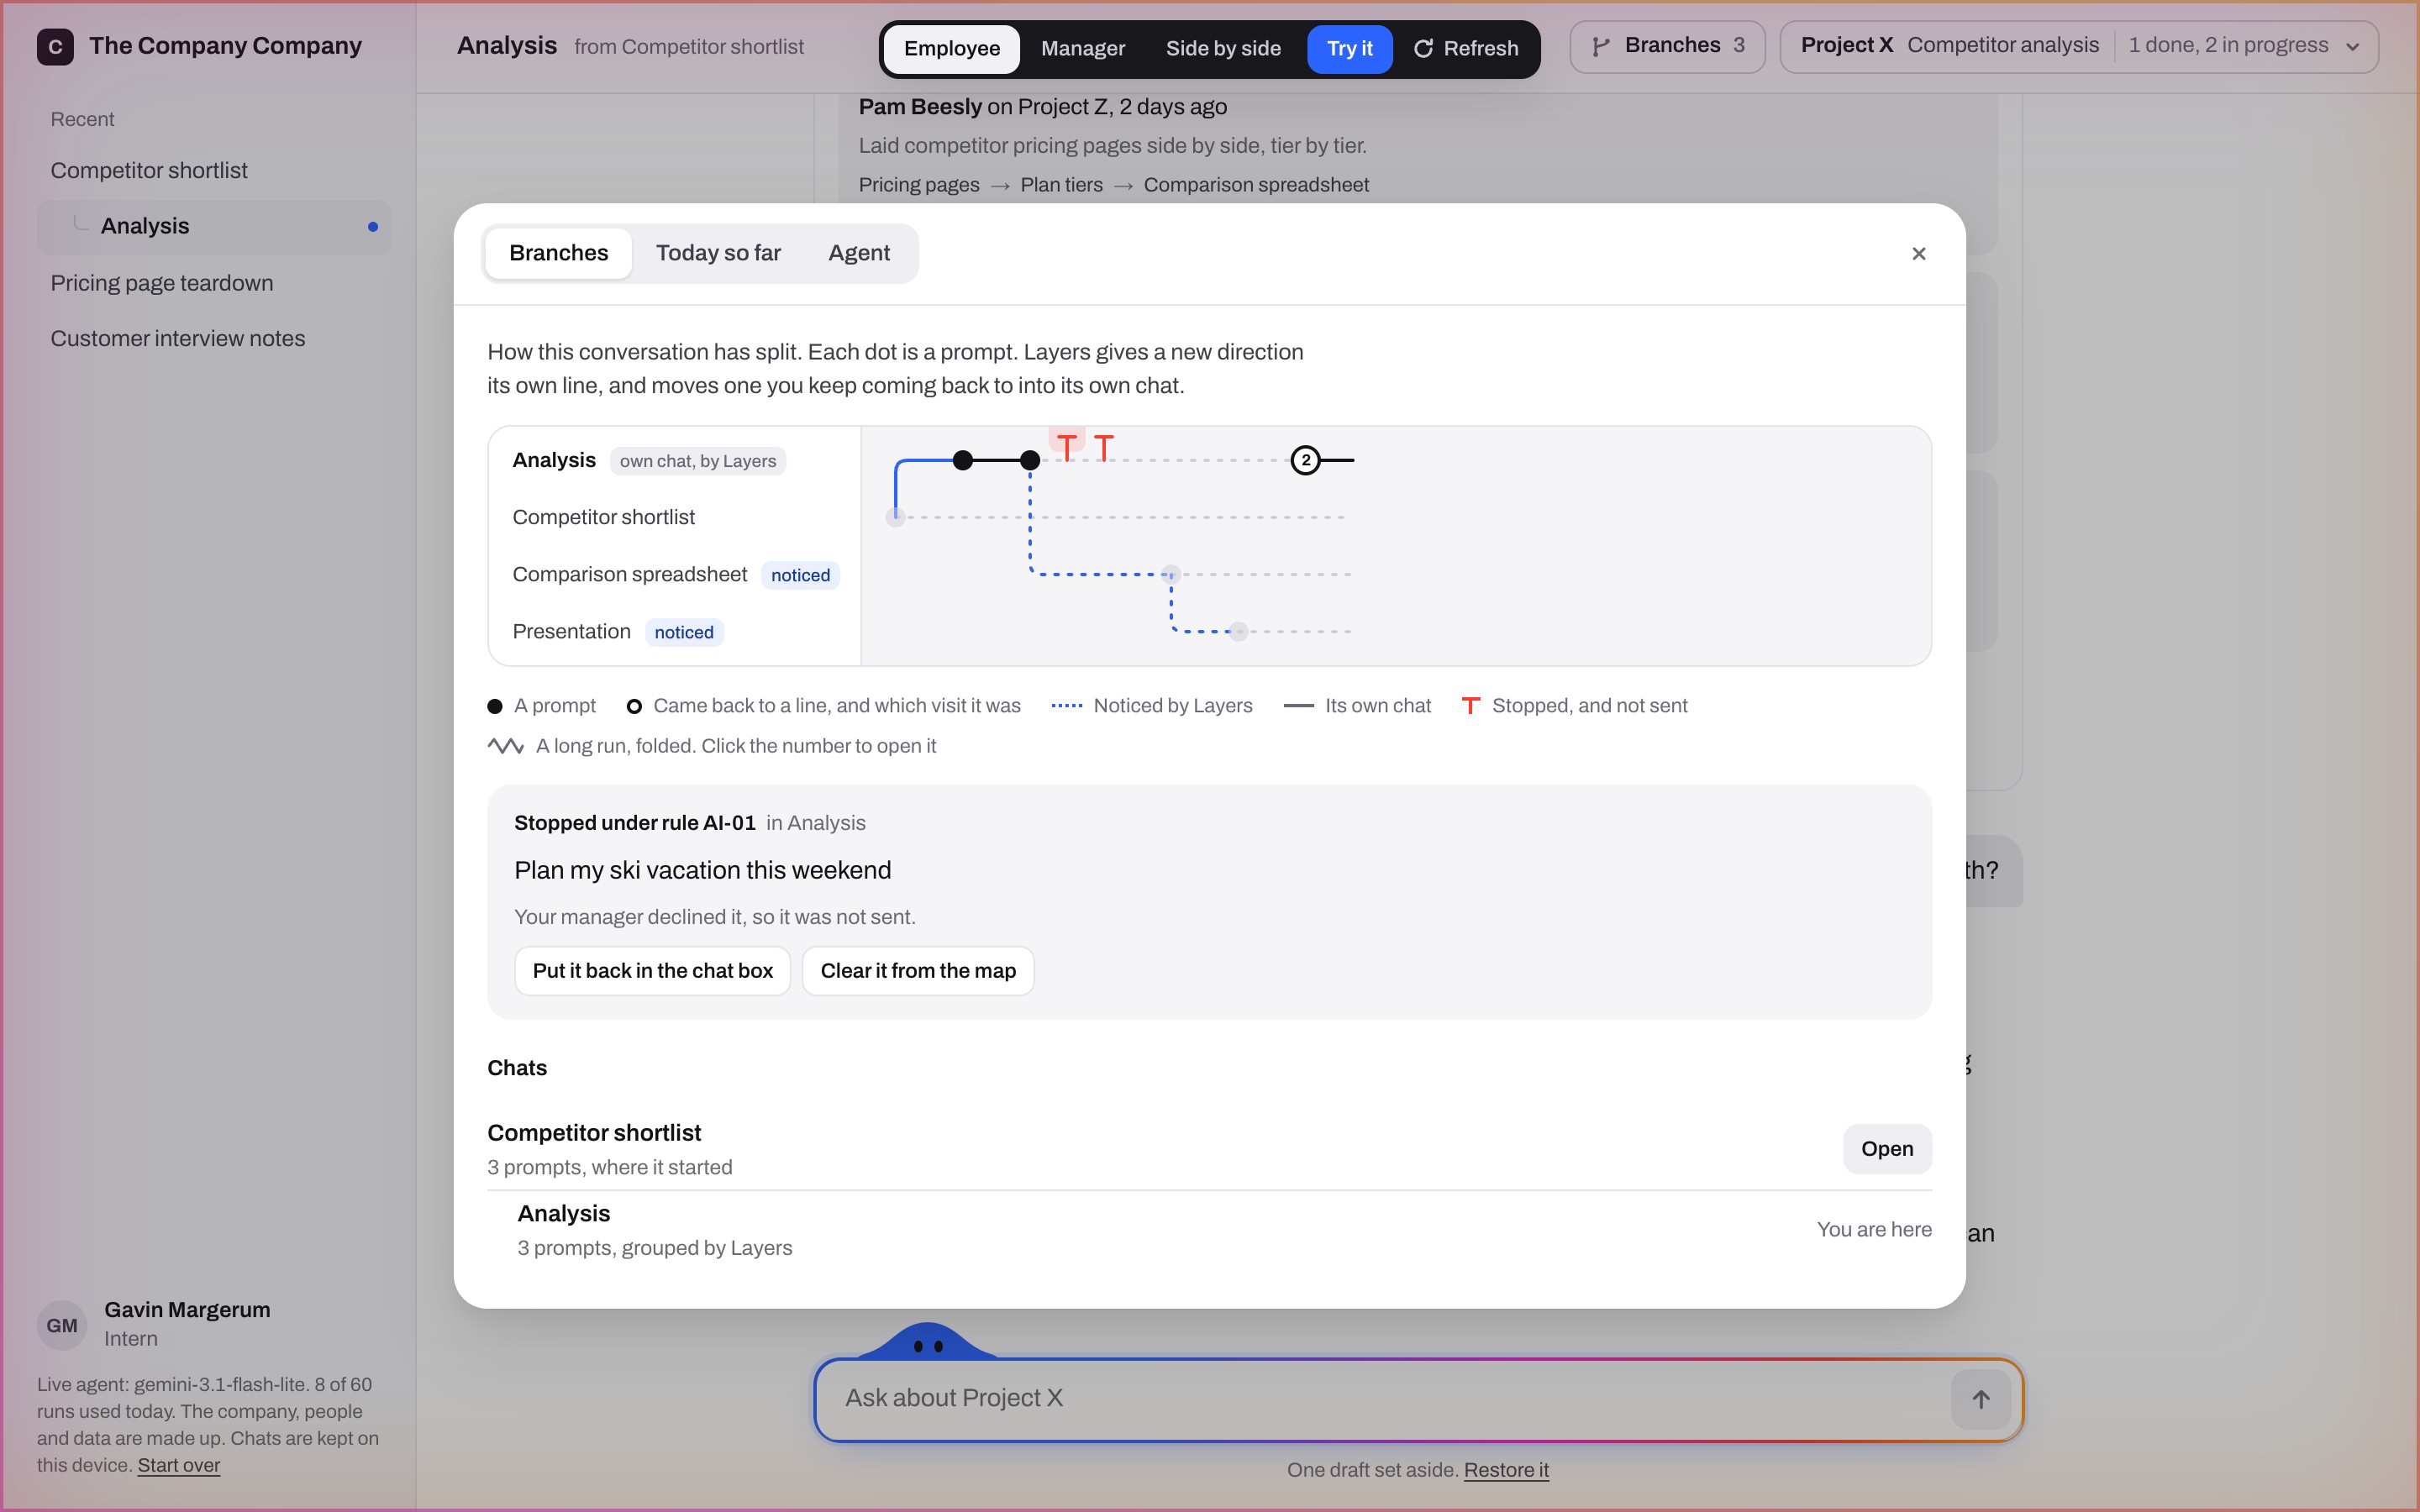 C The Company Company
Recent
Competitor shortlist
Analysis
Pricing page teardown
Customer interview notes
GM
Gavin Margerum
Intern
Live agent: gemini-3.1-flash-lite. 8 of 60
runs used today. The company, people
and data are made up. Chats are kept on
this device. Start over
Analysis from Competitor shortlist
Employee Manager Side by side Try it Refresh
Branches 3
Project X Competitor analysis 1 done, 2 in progress
Pam Beesly on Project Z, 2 days ago
Laid competitor pricing pages side by side, tier by tier.
Pricing pages → Plan tiers → Comparison spreadsheet
Branches Today so far Agent
How this conversation has split. Each dot is a prompt. Layers gives a new direction
its own line, and moves one you keep coming back to into its own chat.
Analysis own chat, by Layers
2
Competitor shortlist
Comparison spreadsheet noticed
Presentation noticed
A prompt Came back to a line, and which visit it was Noticed by Layers Its own chat Stopped, and not sent
A long run, folded. Click the number to open it
Stopped under rule AI-01 in Analysis
Plan my ski vacation this weekend
Your manager declined it, so it was not sent.
Put it back in the chat box Clear it from the map
Chats
Competitor shortlist
3 prompts, where it started
Open
Analysis
3 prompts, grouped by Layers
You are here
th?
an
Ask about Project X
One draft set aside. Restore it